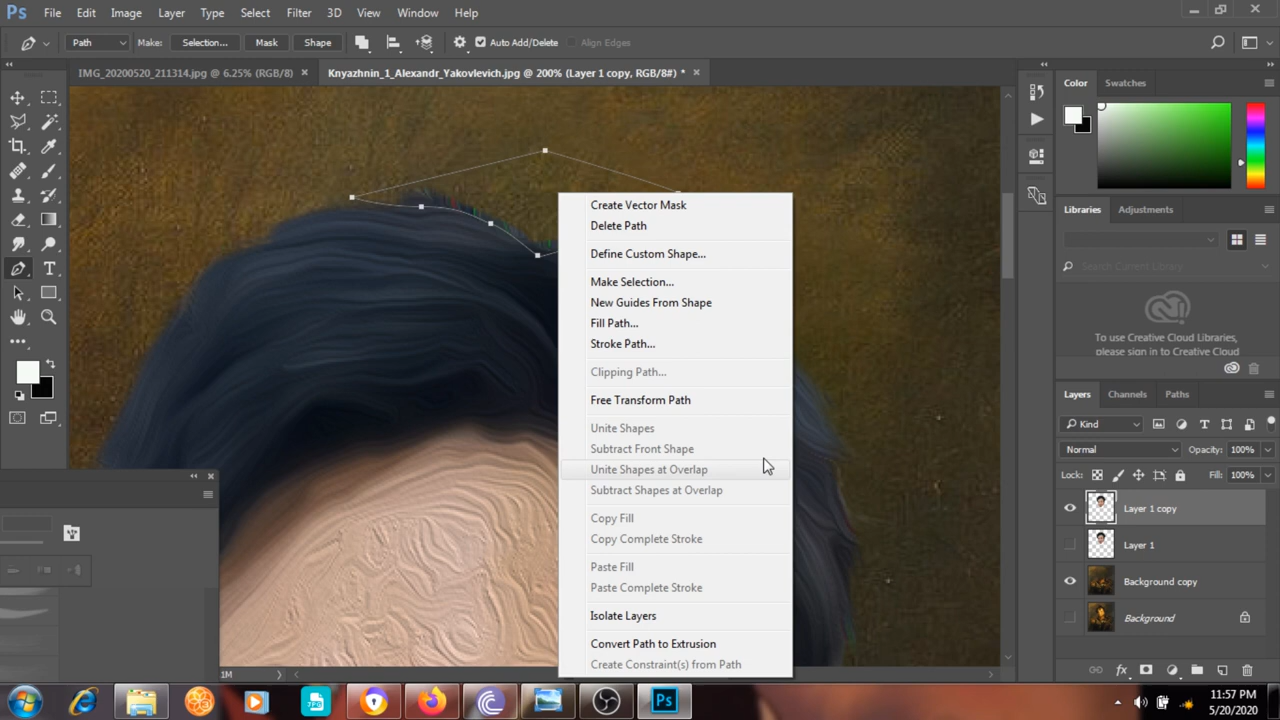 Ps File Edit Image Layer Type Select Filter 3D View Window Help
Path Make: Selection... Mask Shape Auto Add/Delete Align Edges
IMG_20200520_211314.jpg @ 6.25% (RGB/8) × Knyazhnin_1_Alexandr_Yakovlevich.jpg @ 200% (Layer 1 copy, RGB/8#) * ×
Color Swatches
Create Vector Mask
Delete Path
Define Custom Shape...
Make Selection...
New Guides From Shape
Fill Path...
Stroke Path...
Clipping Path...
Free Transform Path
Unite Shapes
Subtract Front Shape
Unite Shapes at Overlap
Subtract Shapes at Overlap
Copy Fill
Copy Complete Stroke
Paste Fill
Paste Complete Stroke
Isolate Layers
Convert Path to Extrusion
Create Constraint(s) from Path
Libraries Adjustments
Search Current Library
To use Creative Cloud Libraries,
please sign in to Creative Cloud
Layers Channels Paths
Kind
Normal Opacity: 100%
Lock: Fill: 100%
Layer 1 copy
Layer 1
Background copy
Background
1M
JPG
Ps
11:57 PM
5/20/2020